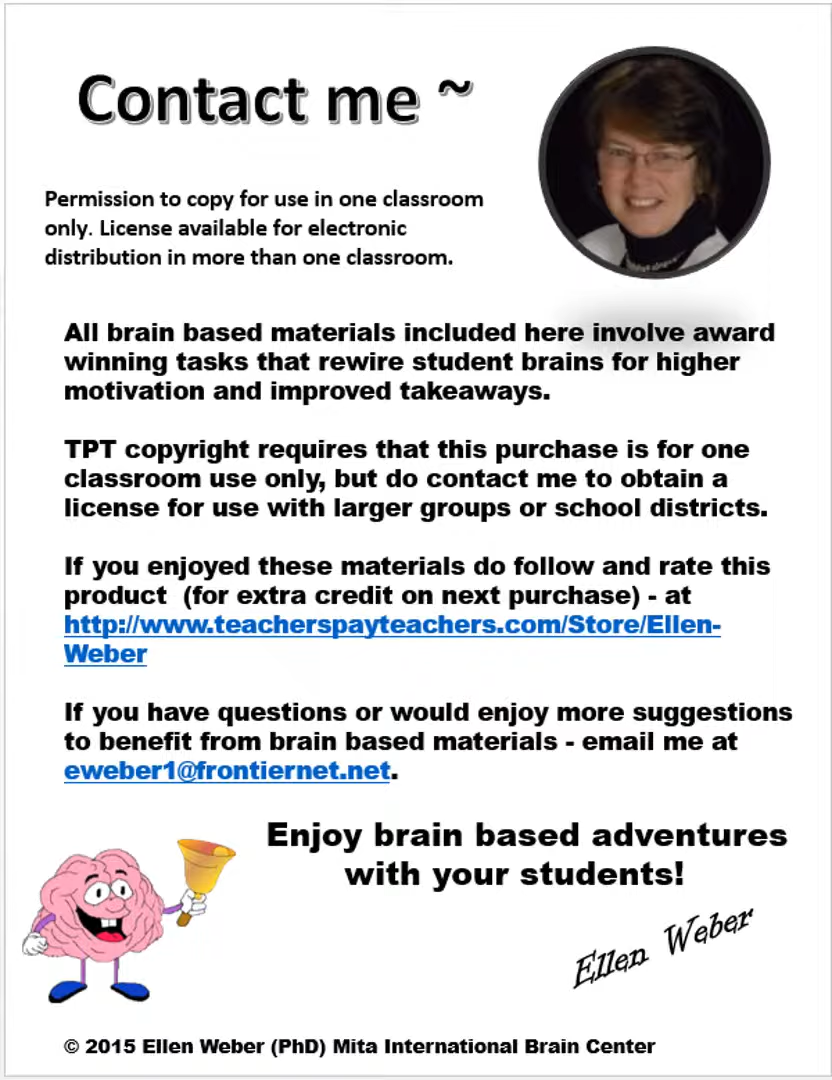 Contact me ~
Permission to copy for use in one classroom
only. License available for electronic
distribution in more than one classroom.
All brain based materials included here involve award
winning tasks that rewire student brains for higher
motivation and improved takeaways.
TPT copyright requires that this purchase is for one
classroom use only, but do contact me to obtain a
license for use with larger groups or school districts.
If you enjoyed these materials do follow and rate this
product  (for extra credit on next purchase) - at
http://www.teacherspayteachers.com/Store/Ellen-
Weber
If you have questions or would enjoy more suggestions
to benefit from brain based materials - email me at
eweber1@frontiernet.net.
Enjoy brain based adventures
with your students!
Ellen Weber
© 2015 Ellen Weber (PhD) Mita International Brain Center